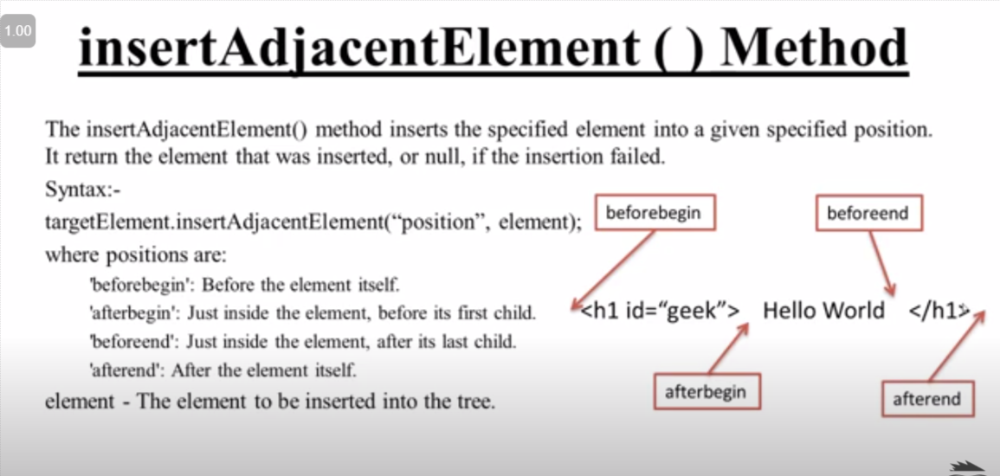 1.00
insertAdjacentElement ( ) Method
The insertAdjacentElement() method inserts the specified element into a given specified position.
It return the element that was inserted, or null, if the insertion failed.
Syntax:-
targetElement.insertAdjacentElement(“position”, element);
where positions are:
'beforebegin': Before the element itself.
'afterbegin': Just inside the element, before its first child.
'beforeend': Just inside the element, after its last child.
'afterend': After the element itself.
element - The element to be inserted into the tree.
beforebegin
beforeend
<h1 id=“geek”> Hello World </h1>
afterbegin
afterend